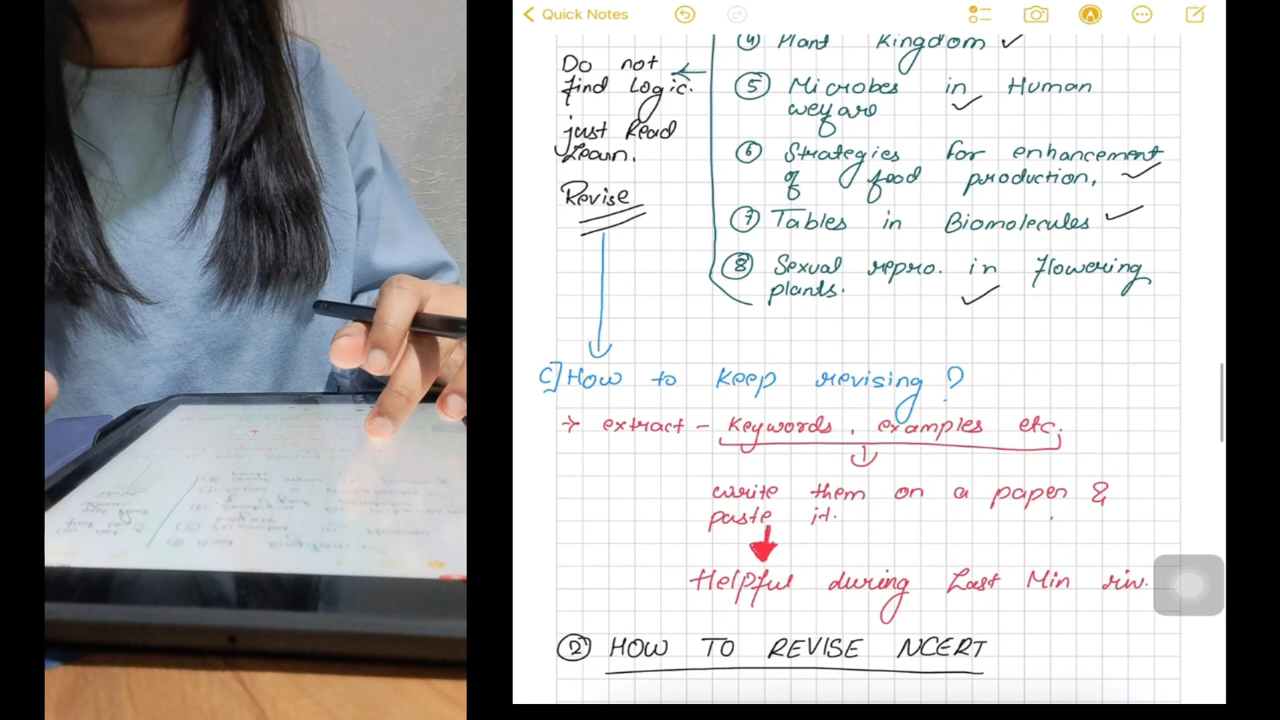 Quick Notes
④ Plant Kingdom ✓
Do not
find Logic.
just Read
Learn.
Revise
⑤ Microbes in Human
welfare ✓
⑥ Strategies for enhancement
of food production, ✓
⑦ Tables in Biomolecules ✓
⑧ Sexual repro. in flowering
plants. ✓
C] How to keep revising ?
→ extract - Keywords, examples etc.
write them on a paper &
paste it.
Helpful during Last Min riv.
② HOW TO REVISE NCERT